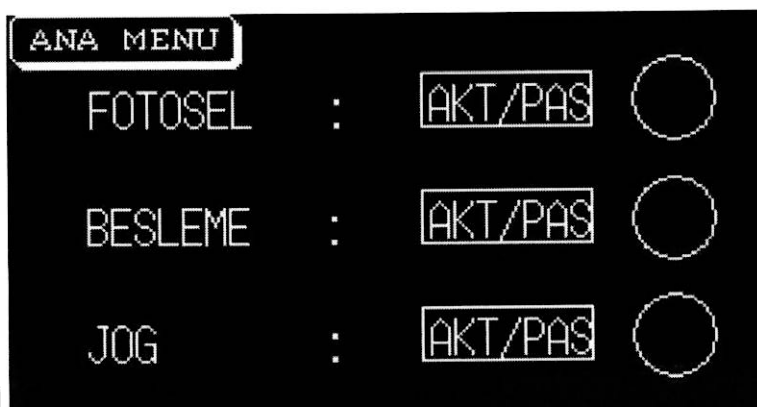 ANA MENU
FOTOSEL : AKT/PAS
BESLEME : AKT/PAS
JOG : AKT/PAS